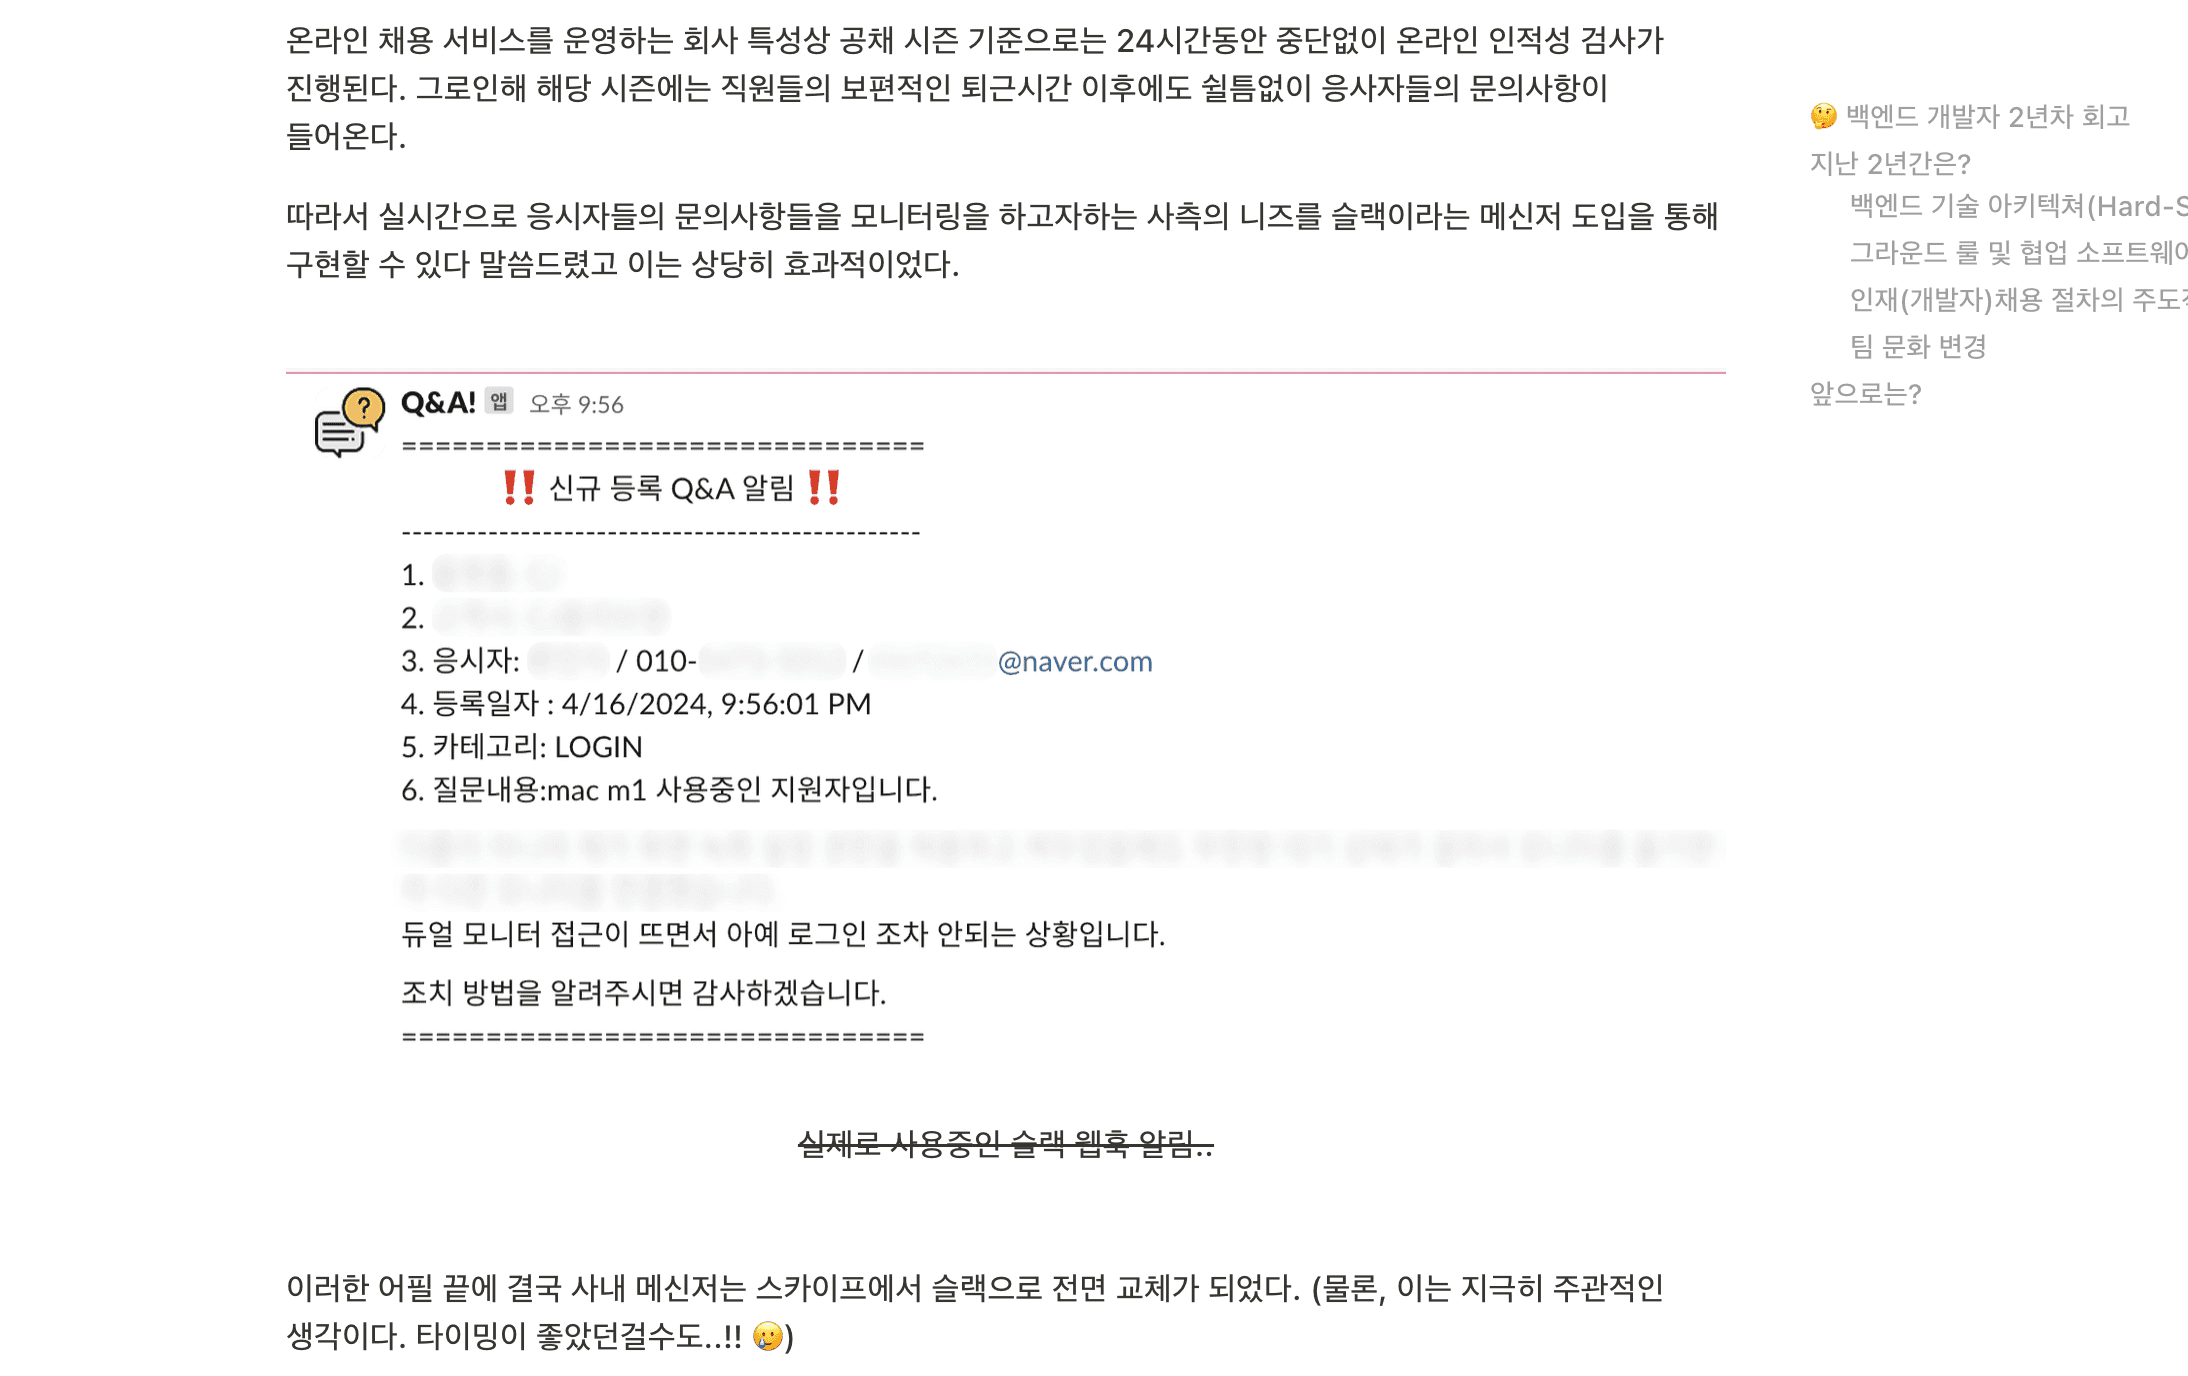 온라인 채용 서비스를 운영하는 회사 특성상 공채 시즌 기준으로는 24시간동안 중단없이 온라인 인적성 검사가
진행된다. 그로인해 해당 시즌에는 직원들의 보편적인 퇴근시간 이후에도 쉴틈없이 응사자들의 문의사항이
들어온다.
따라서 실시간으로 응시자들의 문의사항들을 모니터링을 하고자하는 사측의 니즈를 슬랙이라는 메신저 도입을 통해
구현할 수 있다 말씀드렸고 이는 상당히 효과적이었다.
Q&A! 앱 오후 9:56
===============================
‼️ 신규 등록 Q&A 알림 ‼️
---------------------------------------------
1.
2.
3. 응시자: / 010- / @naver.com
4. 등록일자 : 4/16/2024, 9:56:01 PM
5. 카테고리: LOGIN
6. 질문내용:mac m1 사용중인 지원자입니다.
듀얼 모니터 접근이 뜨면서 아예 로그인 조차 안되는 상황입니다.
조치 방법을 알려주시면 감사하겠습니다.
===============================
실제로 사용중인 슬랙 웹훅 알림..
이러한 어필 끝에 결국 사내 메신저는 스카이프에서 슬랙으로 전면 교체가 되었다. (물론, 이는 지극히 주관적인
생각이다. 타이밍이 좋았던걸수도..!! 🥲)
🤔 백엔드 개발자 2년차 회고
지난 2년간은?
백엔드 기술 아키텍쳐(Hard-S
그라운드 룰 및 협업 소프트웨어
인재(개발자)채용 절차의 주도적
팀 문화 변경
앞으로는?